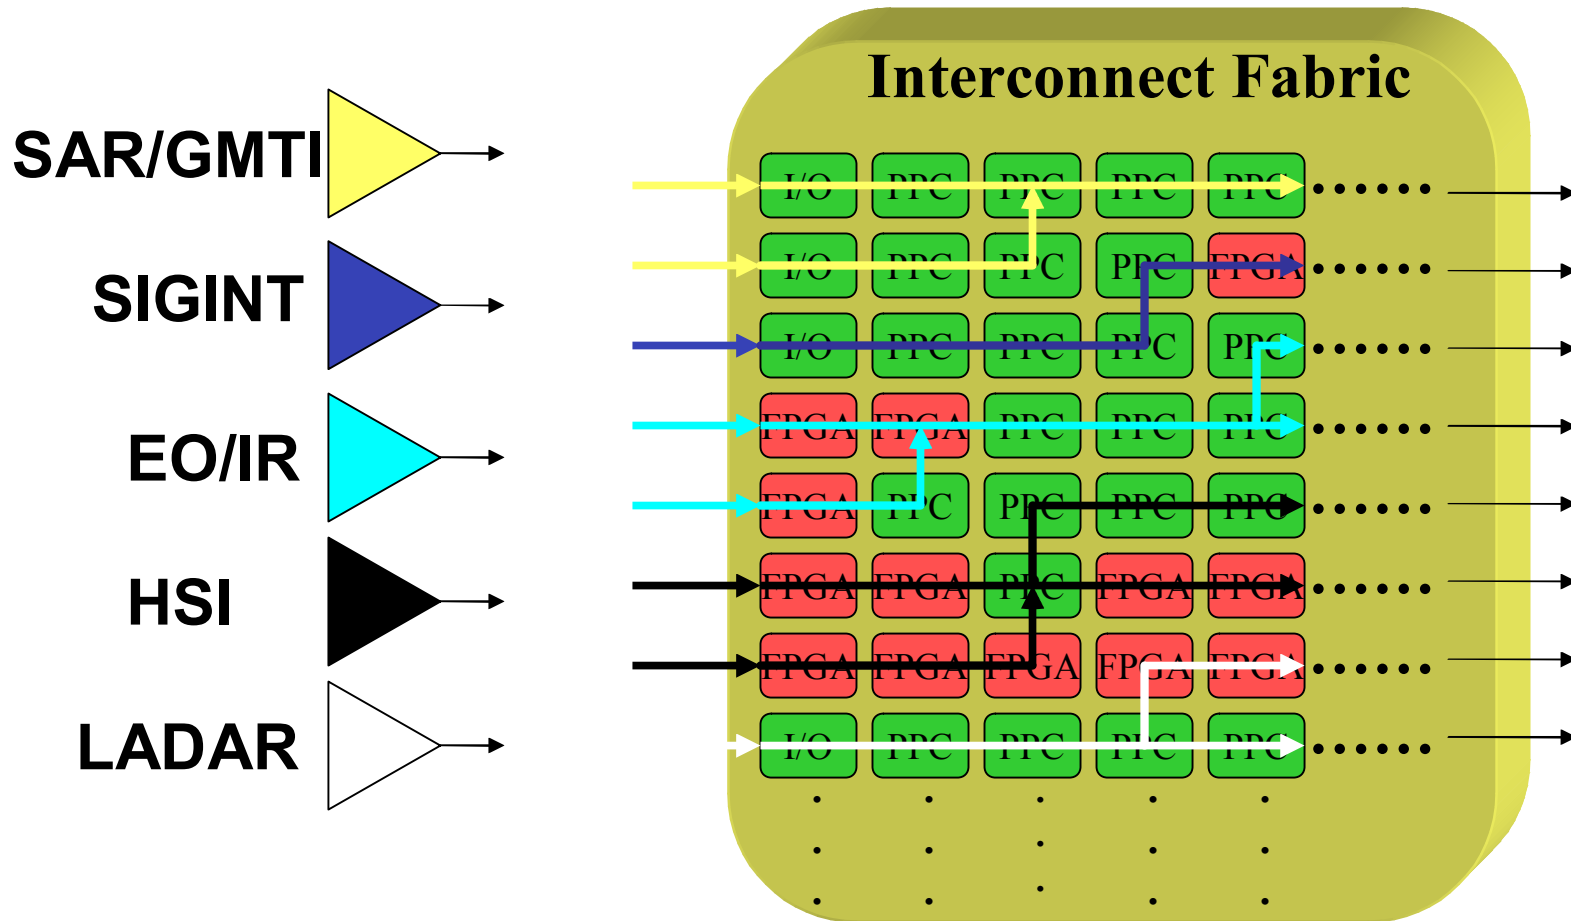 Interconnect Fabric
SAR/GMTI
SIGINT
EO/IR
HSI
LADAR
I/O PPC PPC PPC PPC
I/O PPC PPC PPC FPGA
I/O PPC PPC PPC PPC
FPGA FPGA PPC PPC PPC
FPGA PPC PPC PPC PPC
FPGA FPGA PPC FPGA FPGA
FPGA FPGA FPGA FPGA FPGA
I/O PPC PPC PPC PPC